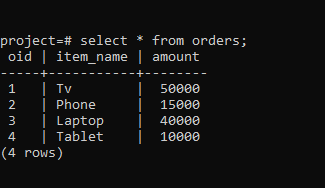 project=# select * from orders;
 oid | item_name | amount
-----+-----------+--------
 1   | Tv        |  50000
 2   | Phone     |  15000
 3   | Laptop    |  40000
 4   | Tablet    |  10000
(4 rows)